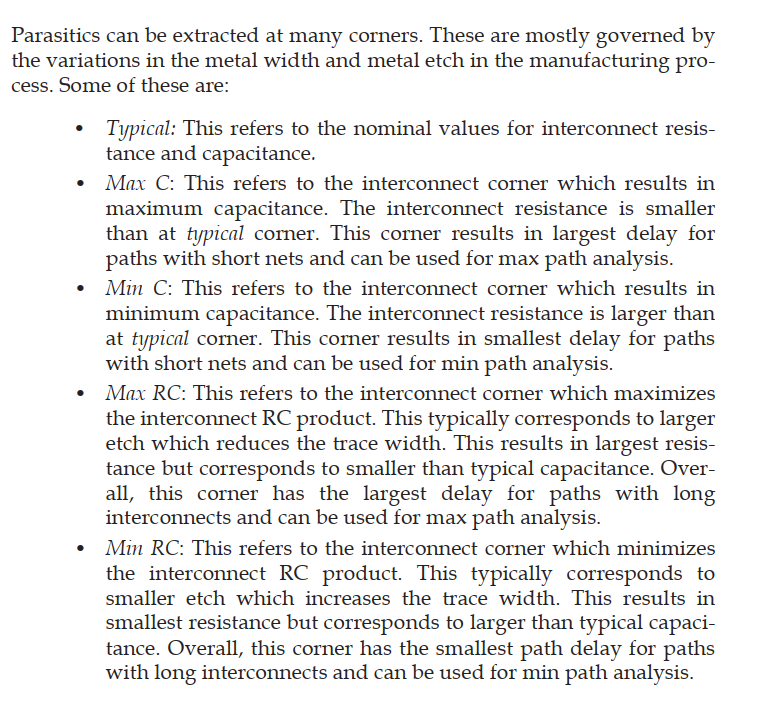 Parasitics can be extracted at many corners. These are mostly governed by
the variations in the metal width and metal etch in the manufacturing pro-
cess. Some of these are:
• Typical: This refers to the nominal values for interconnect resis-
tance and capacitance.
• Max C: This refers to the interconnect corner which results in
maximum capacitance. The interconnect resistance is smaller
than at typical corner. This corner results in largest delay for
paths with short nets and can be used for max path analysis.
• Min C: This refers to the interconnect corner which results in
minimum capacitance. The interconnect resistance is larger than
at typical corner. This corner results in smallest delay for paths
with short nets and can be used for min path analysis.
• Max RC: This refers to the interconnect corner which maximizes
the interconnect RC product. This typically corresponds to larger
etch which reduces the trace width. This results in largest resis-
tance but corresponds to smaller than typical capacitance. Over-
all, this corner has the largest delay for paths with long
interconnects and can be used for max path analysis.
• Min RC: This refers to the interconnect corner which minimizes
the interconnect RC product. This typically corresponds to
smaller etch which increases the trace width. This results in
smallest resistance but corresponds to larger than typical capaci-
tance. Overall, this corner has the smallest path delay for paths
with long interconnects and can be used for min path analysis.